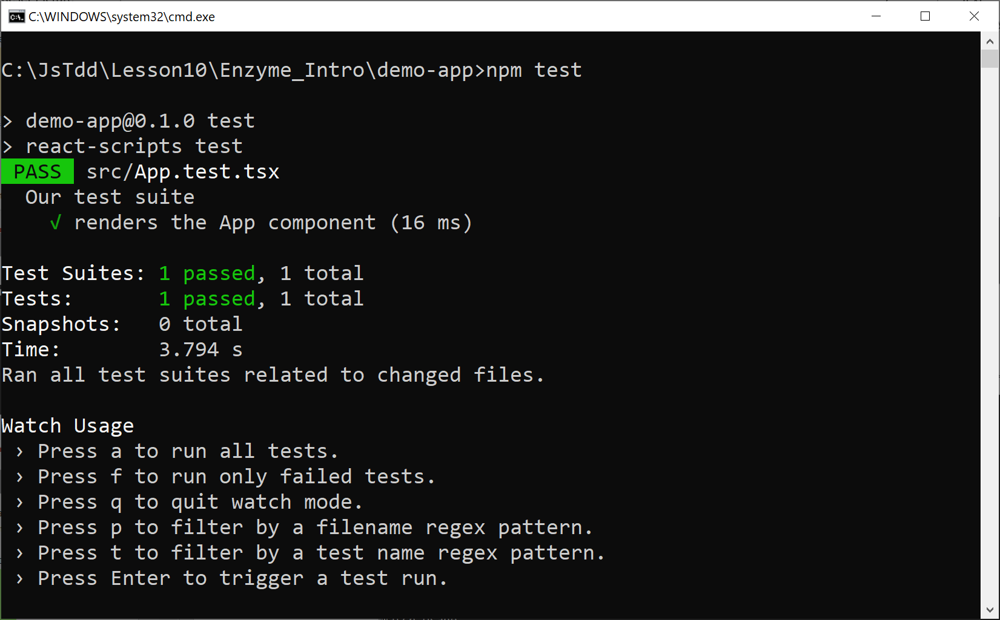 C:\WINDOWS\system32\cmd.exe
C:\JsTdd\Lesson10\Enzyme_Intro\demo-app>npm test
> demo-app@0.1.0 test
> react-scripts test
PASS src/App.test.tsx
Our test suite
√ renders the App component (16 ms)
Test Suites: 1 passed, 1 total
Tests: 1 passed, 1 total
Snapshots: 0 total
Time: 3.794 s
Ran all test suites related to changed files.
Watch Usage
› Press a to run all tests.
› Press f to run only failed tests.
› Press q to quit watch mode.
› Press p to filter by a filename regex pattern.
› Press t to filter by a test name regex pattern.
› Press Enter to trigger a test run.